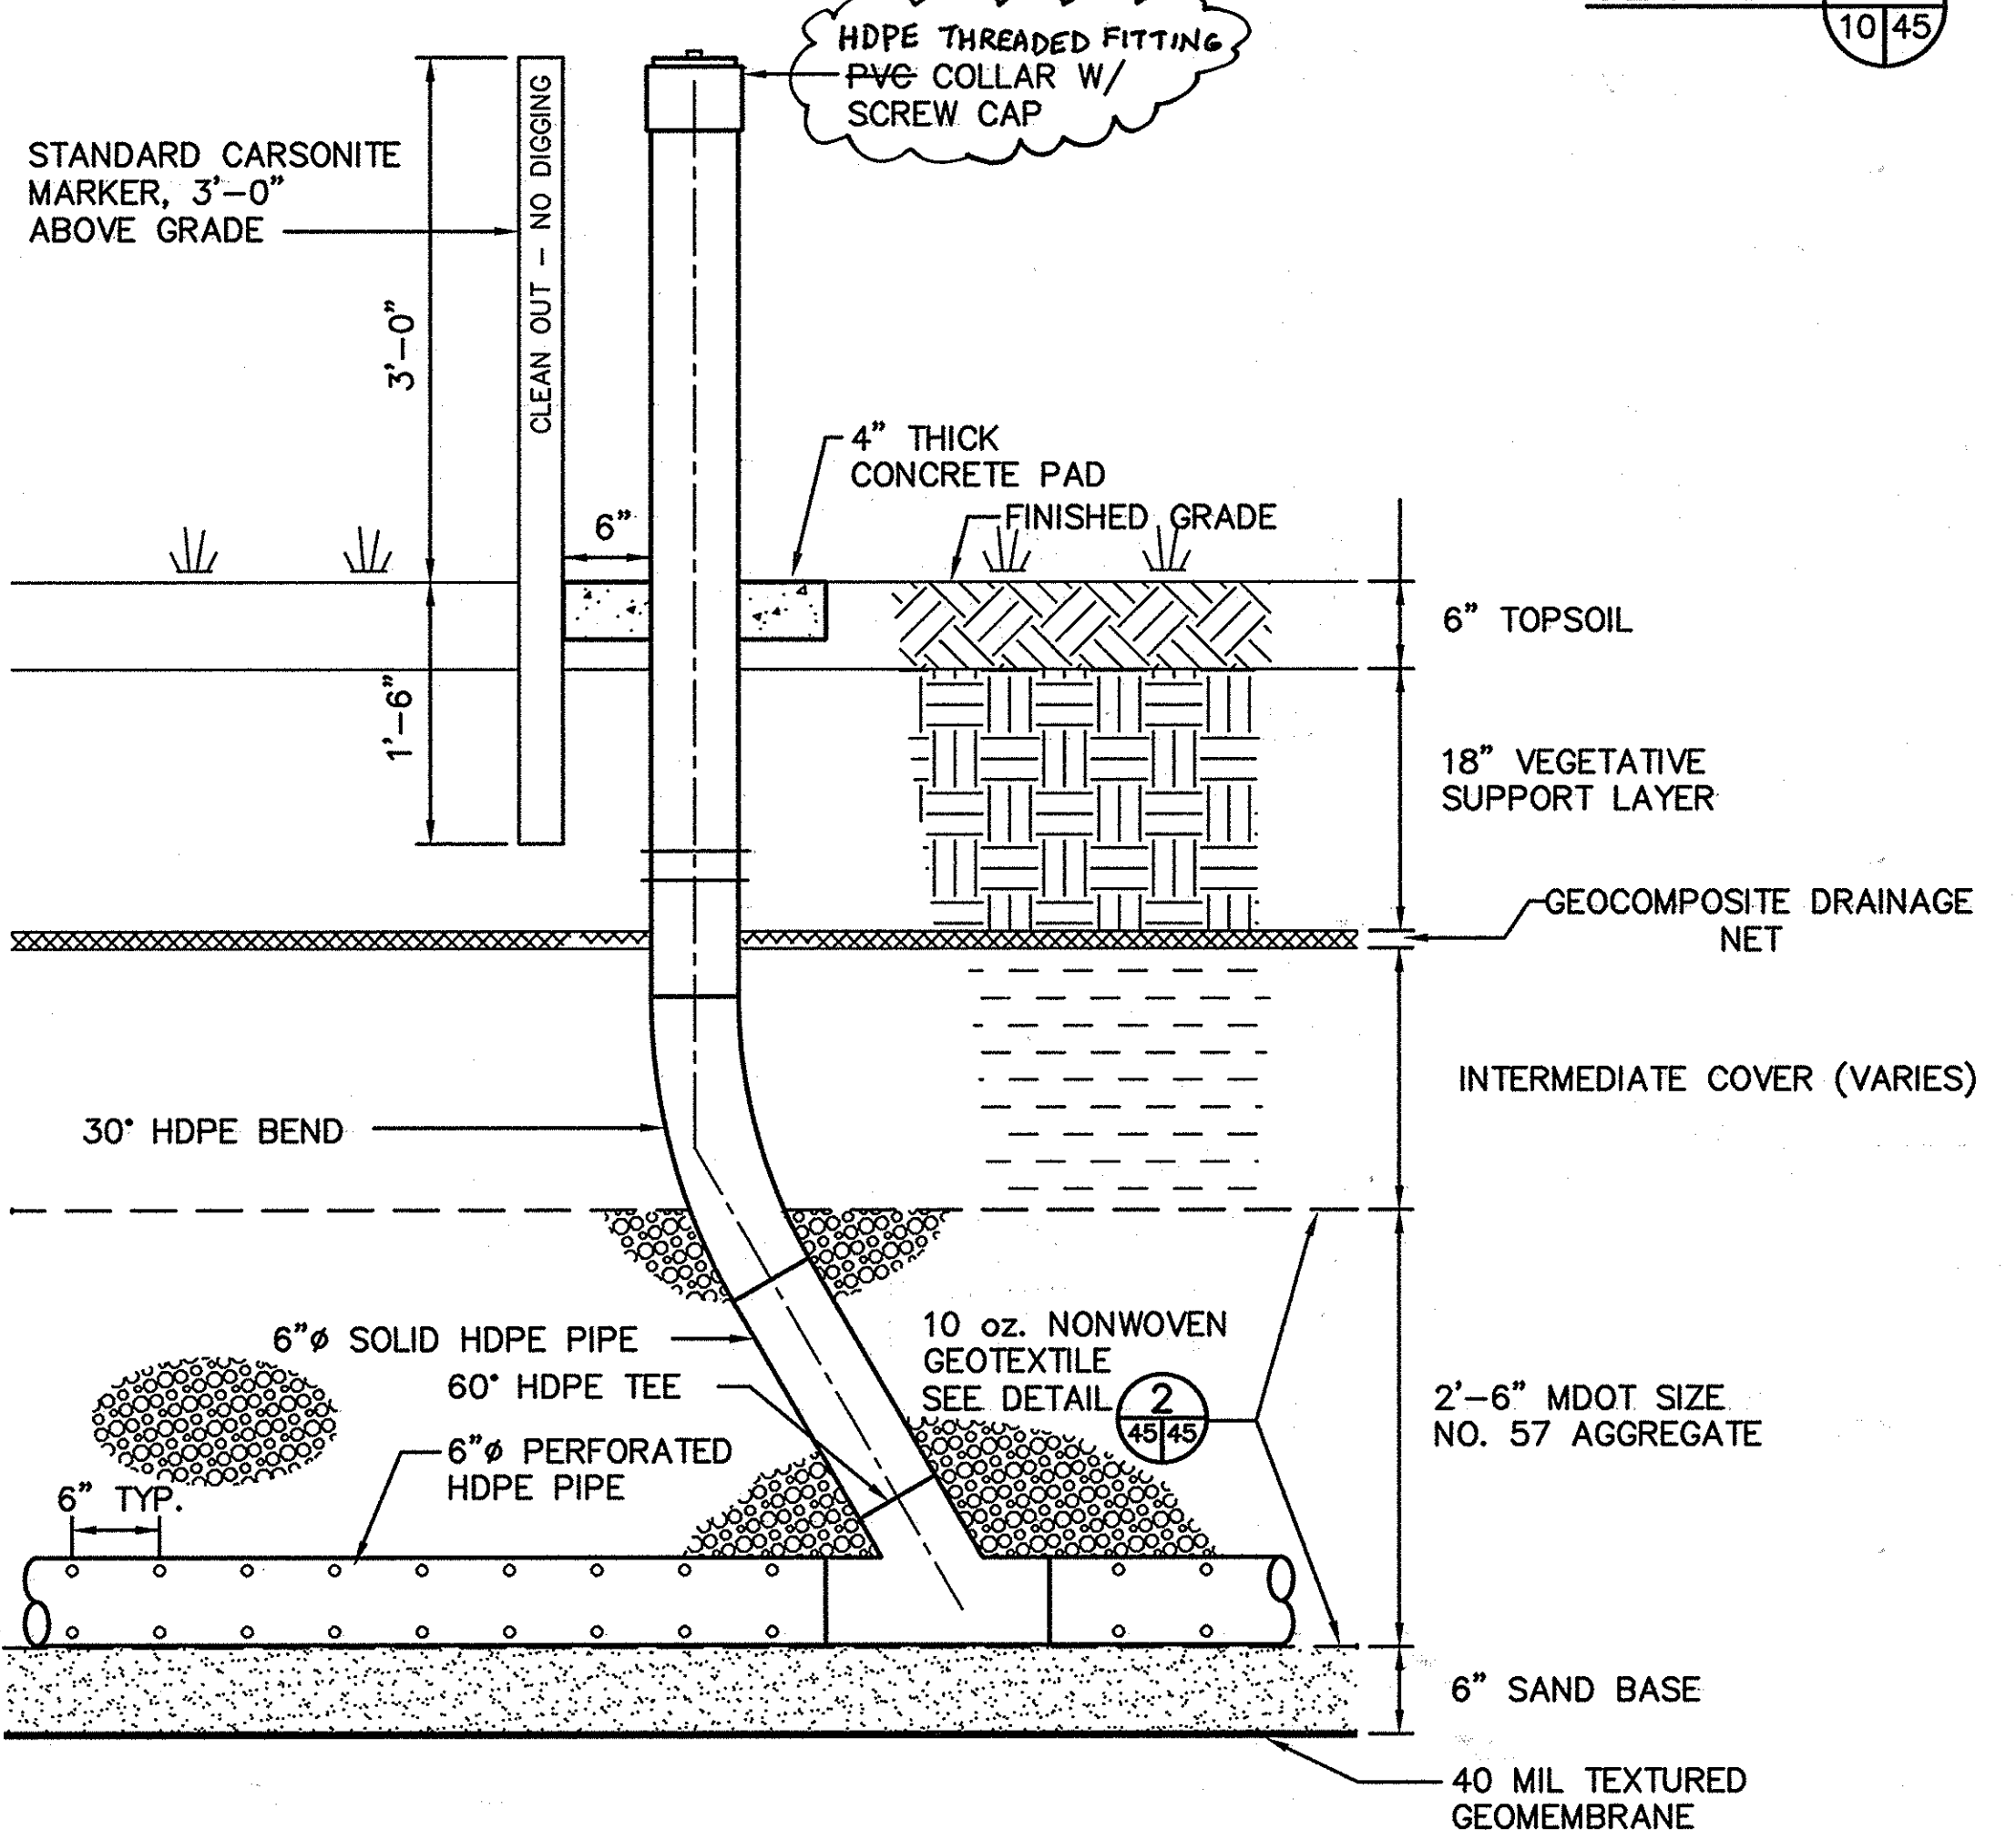 10 45
HDPE THREADED FITTING
PVC COLLAR W/
SCREW CAP
STANDARD CARSONITE
MARKER, 3'-0"
ABOVE GRADE
CLEAN OUT - NO DIGGING
3'-0"
4" THICK
CONCRETE PAD
FINISHED GRADE
6"
6" TOPSOIL
1'-6"
18" VEGETATIVE
SUPPORT LAYER
GEOCOMPOSITE DRAINAGE
NET
INTERMEDIATE COVER (VARIES)
30° HDPE BEND
6"ø SOLID HDPE PIPE
60° HDPE TEE
10 oz. NONWOVEN
GEOTEXTILE
SEE DETAIL
2
45 45
2'-6" MDOT SIZE
NO. 57 AGGREGATE
6"ø PERFORATED
HDPE PIPE
6" TYP.
6" SAND BASE
40 MIL TEXTURED
GEOMEMBRANE